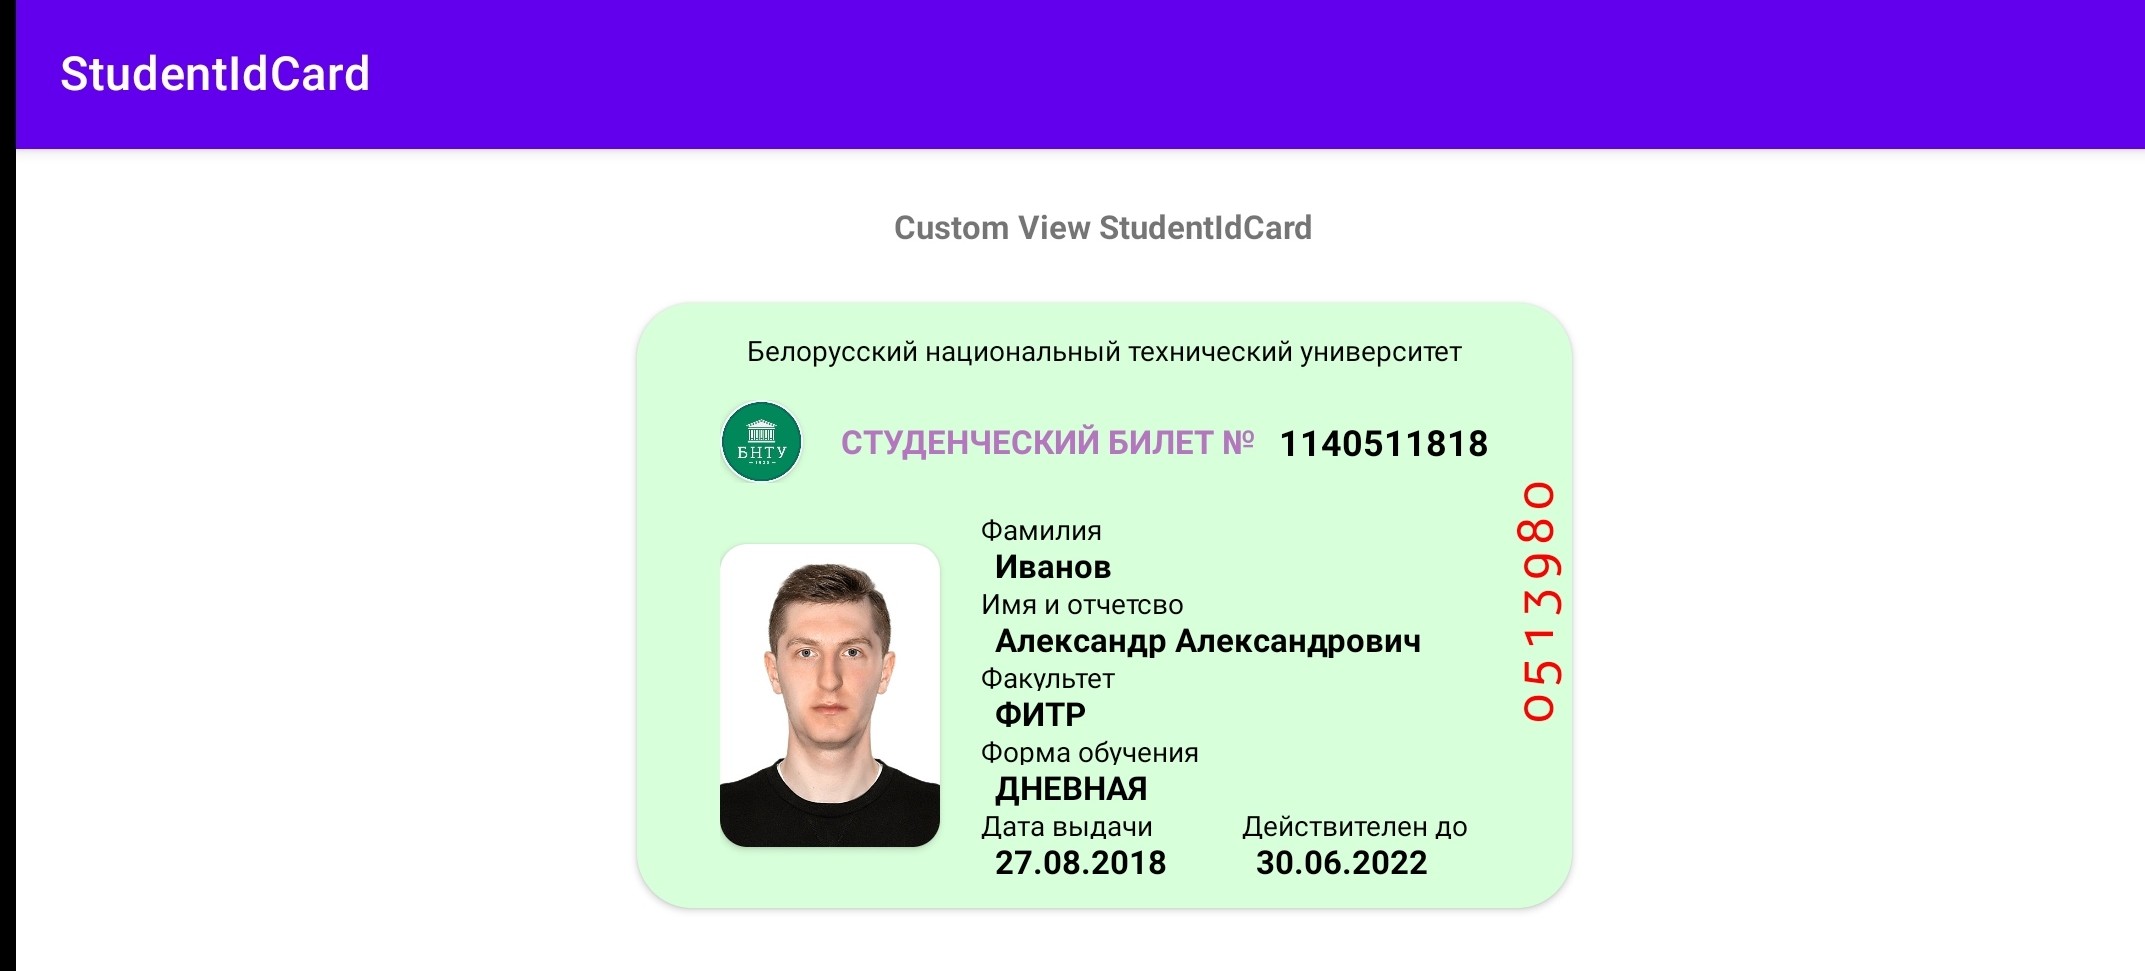 StudentIdCard
Custom View StudentIdCard
Белорусский национальный технический университет
БНТУ
СТУДЕНЧЕСКИЙ БИЛЕТ № 1140511818
Фамилия
Иванов
Имя и отчетсво
Александр Александрович
Факультет
ФИТР
Форма обучения
ДНЕВНАЯ
Дата выдачи Действителен до
27.08.2018 30.06.2022
0513980